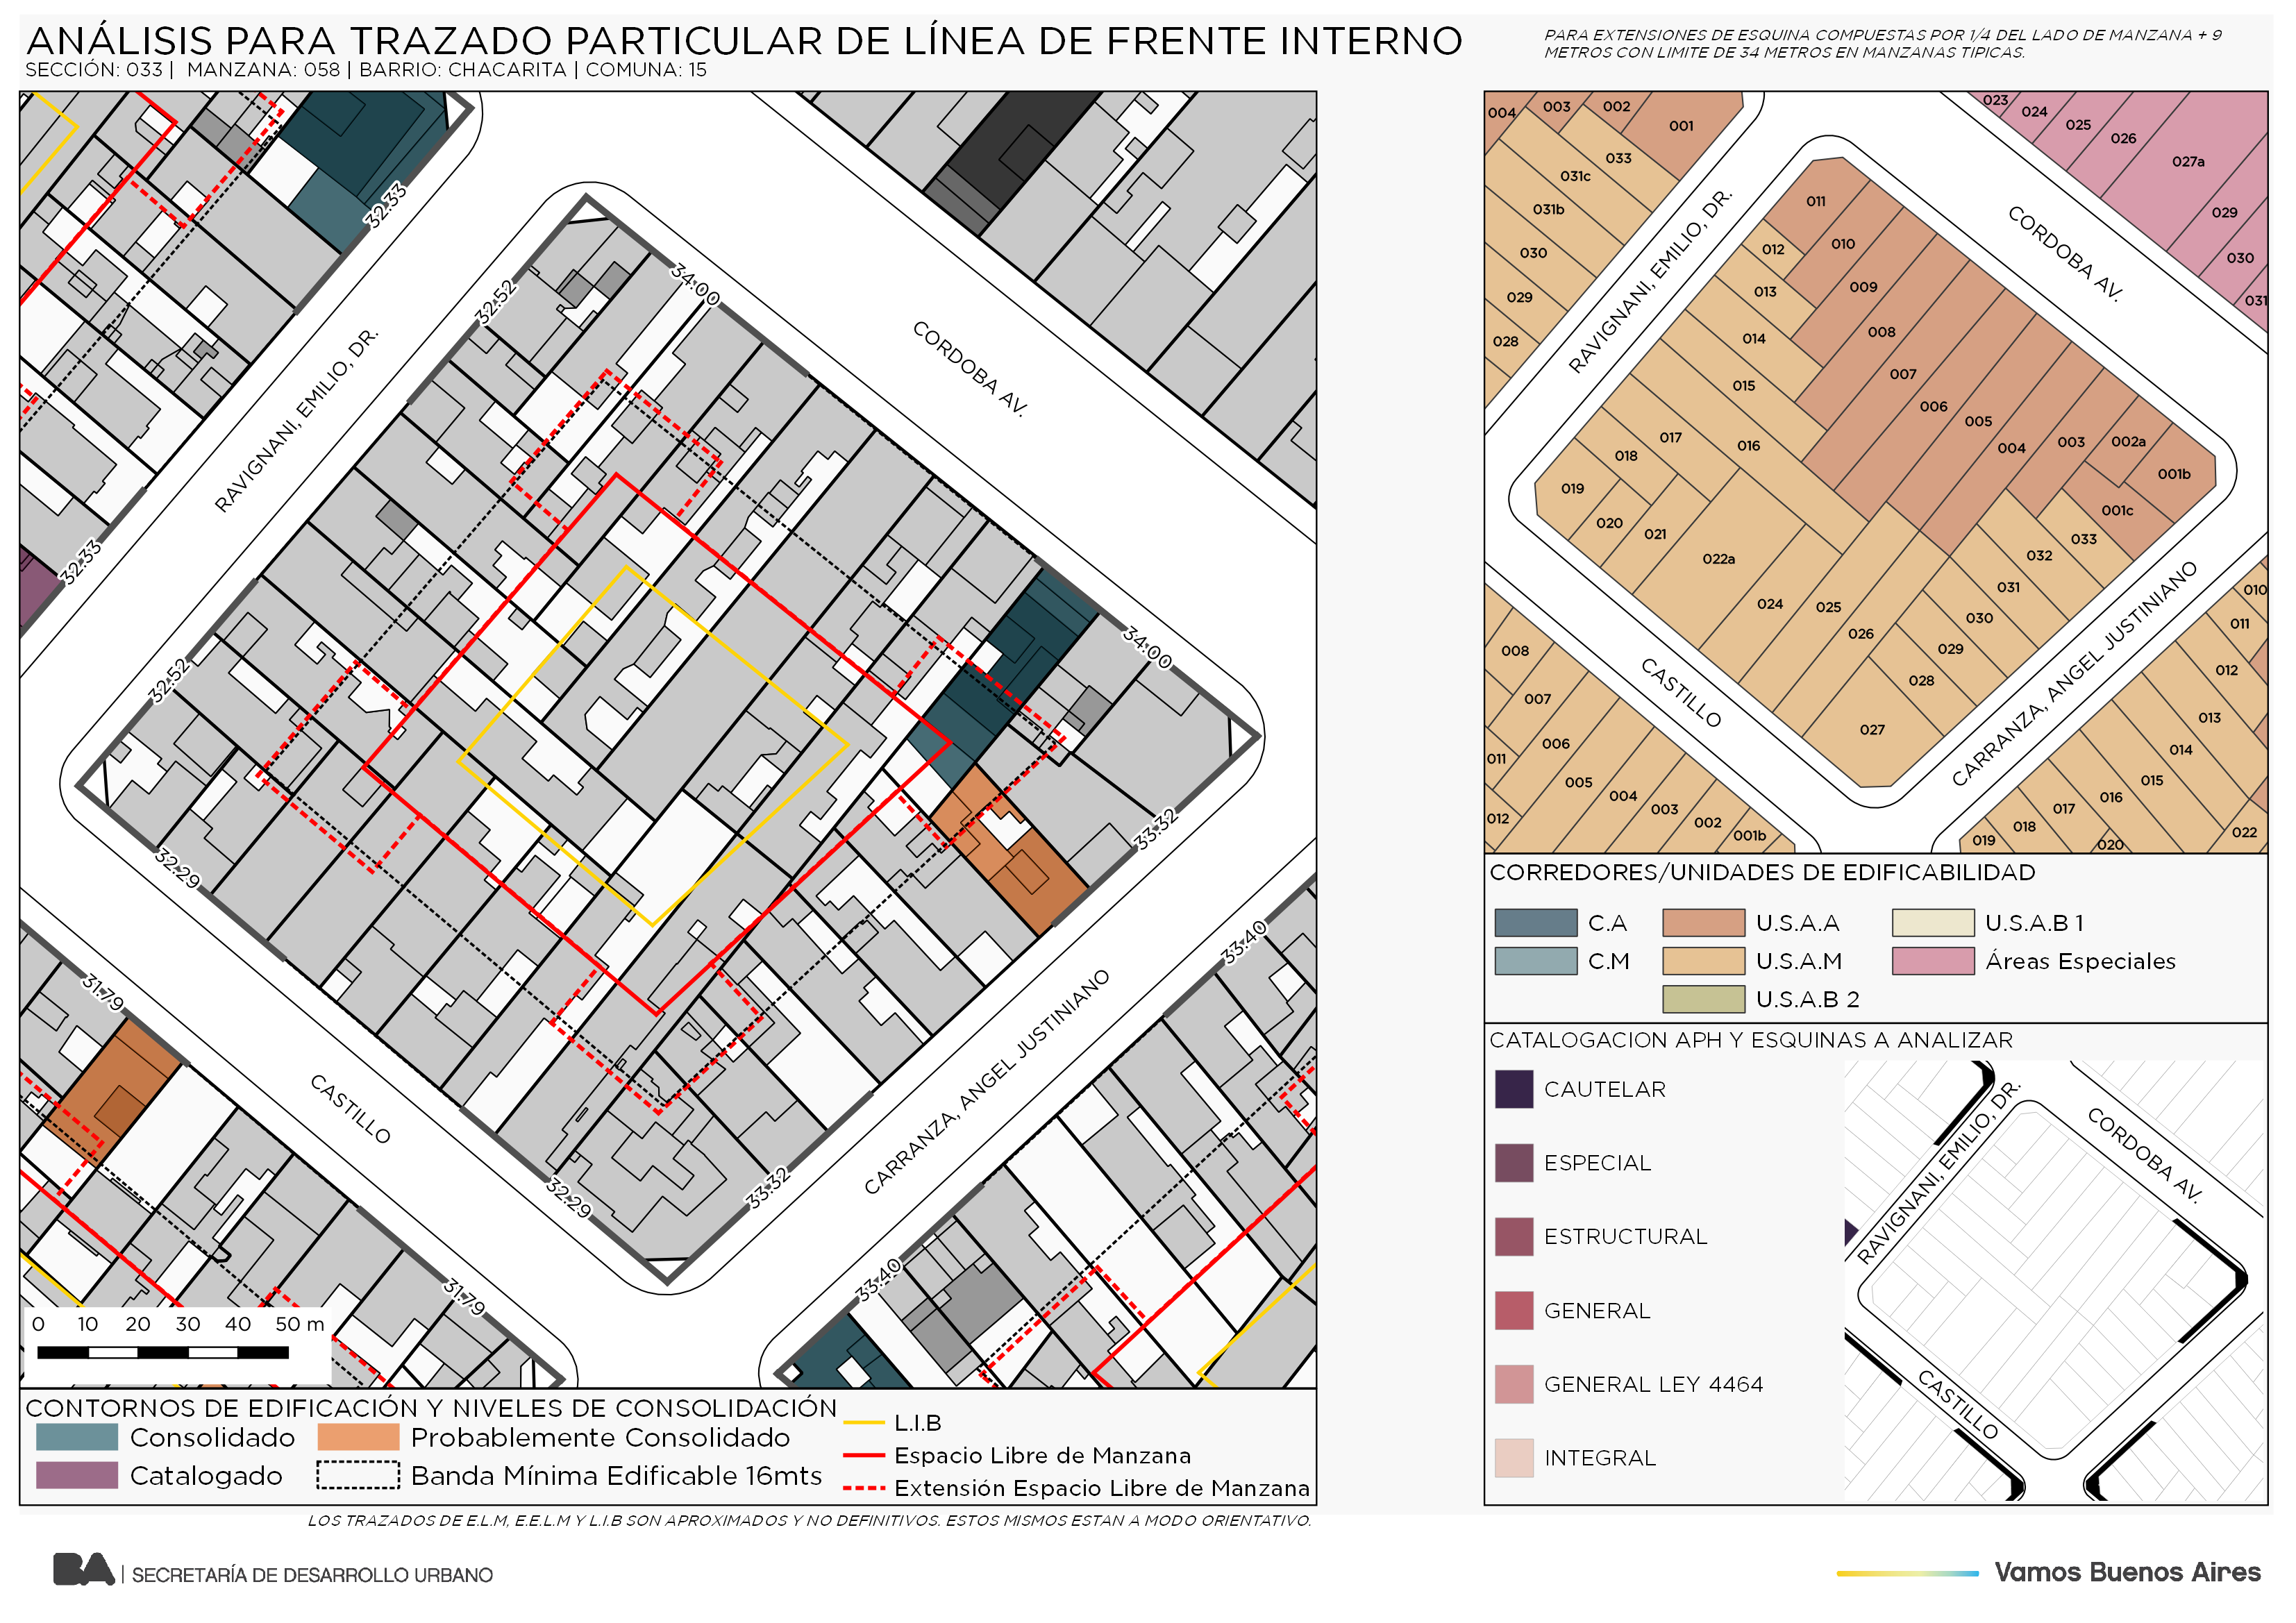 ANÁLISIS PARA TRAZADO PARTICULAR DE LÍNEA DE FRENTE INTERNO
SECCIÓN: 033 | MANZANA: 058 | BARRIO: CHACARITA | COMUNA: 15
PARA EXTENSIONES DE ESQUINA COMPUESTAS POR 1/4 DEL LADO DE MANZANA + 9
METROS CON LIMITE DE 34 METROS EN MANZANAS TIPICAS.
32.33
32.33
32.52
32.52
34.00
34.00
33.32
33.32
32.29
32.29
31.79
31.79
33.40
33.40
RAVIGNANI, EMILIO, DR.
CORDOBA AV.
CASTILLO
CARRANZA, ANGEL JUSTINIANO
0 10 20 30 40 50 m
CONTORNOS DE EDIFICACIÓN Y NIVELES DE CONSOLIDACIÓN
Consolidado
Probablemente Consolidado
Catalogado
Banda Mínima Edificable 16mts
L.I.B
Espacio Libre de Manzana
Extensión Espacio Libre de Manzana
LOS TRAZADOS DE E.L.M, E.E.L.M Y L.I.B SON APROXIMADOS Y NO DEFINITIVOS. ESTOS MISMOS ESTAN A MODO ORIENTATIVO.
004
003
002
001
033
031c
031b
030
029
028
023
024
025
026
027a
029
030
031
RAVIGNANI, EMILIO, DR.
CORDOBA AV.
011
010
012
009
013
008
014
007
015
006
005
016
004
003
002a
001b
001c
017
018
019
020
021
022a
024
025
026
027
028
029
030
031
032
033
CASTILLO
CARRANZA, ANGEL JUSTINIANO
008
007
006
011
005
004
003
002
001b
012
010
011
012
013
014
015
016
017
018
019
020
022
CORREDORES/UNIDADES DE EDIFICABILIDAD
C.A
U.S.A.A
U.S.A.B 1
C.M
U.S.A.M
Áreas Especiales
U.S.A.B 2
CATALOGACION APH Y ESQUINAS A ANALIZAR
CAUTELAR
ESPECIAL
ESTRUCTURAL
GENERAL
GENERAL LEY 4464
INTEGRAL
RAVIGNANI, EMILIO, DR.
CORDOBA AV.
CASTILLO
BA | SECRETARÍA DE DESARROLLO URBANO
Vamos Buenos Aires